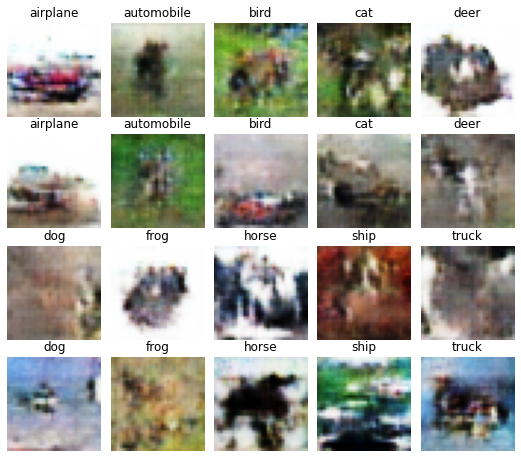 airplane automobile bird cat deer
airplane automobile bird cat deer
dog frog horse ship truck
dog frog horse ship truck